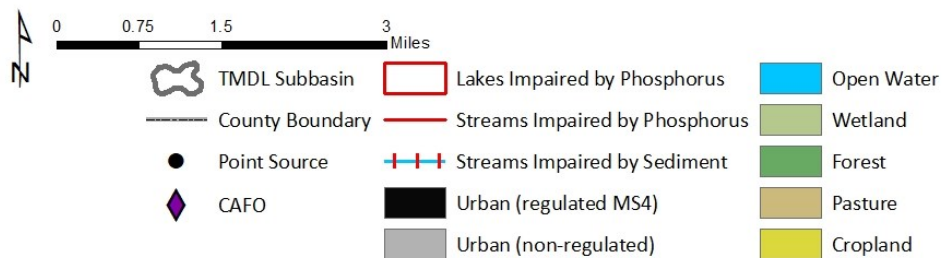 0 0.75 1.5 3
Miles
N
TMDL Subbasin
County Boundary
Point Source
CAFO
Lakes Impaired by Phosphorus
Streams Impaired by Phosphorus
Streams Impaired by Sediment
Urban (regulated MS4)
Urban (non-regulated)
Open Water
Wetland
Forest
Pasture
Cropland